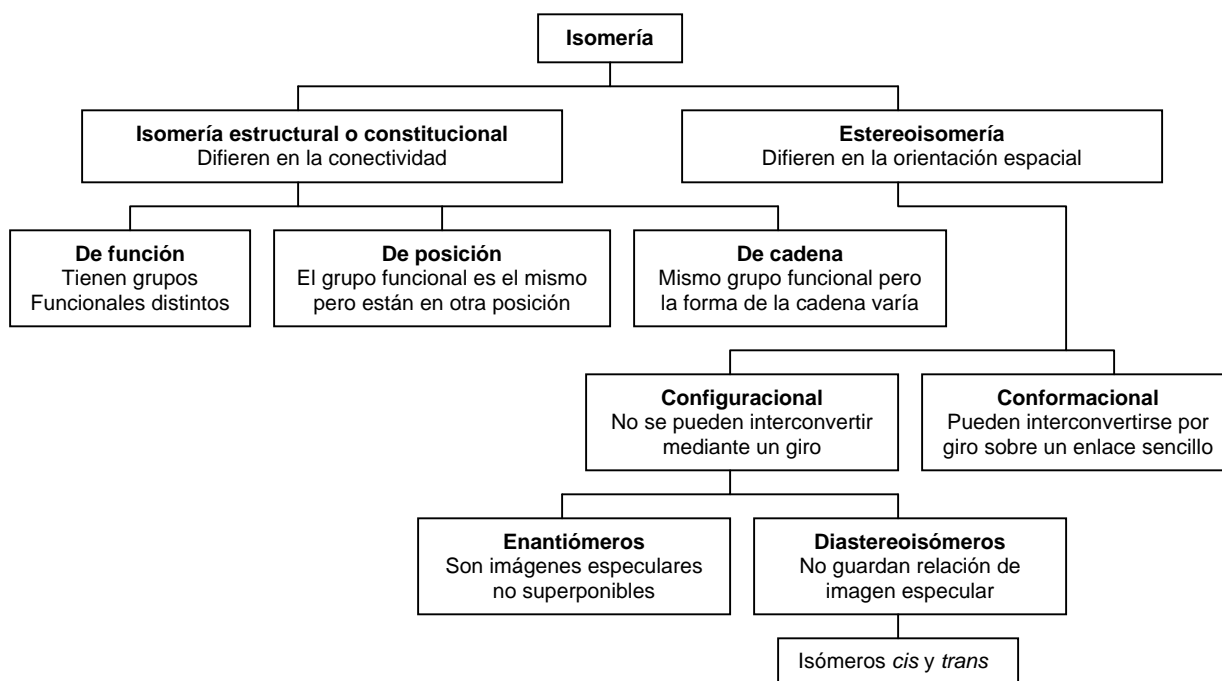 Isomería
Isomería estructural o constitucional
Difieren en la conectividad
Estereoisomería
Difieren en la orientación espacial
De función
Tienen grupos
Funcionales distintos
De posición
El grupo funcional es el mismo
pero están en otra posición
De cadena
Mismo grupo funcional pero
la forma de la cadena varía
Configuracional
No se pueden interconvertir
mediante un giro
Conformacional
Pueden interconvertirse por
giro sobre un enlace sencillo
Enantiómeros
Son imágenes especulares
no superponibles
Diastereoisómeros
No guardan relación de
imagen especular
Isómeros cis y trans